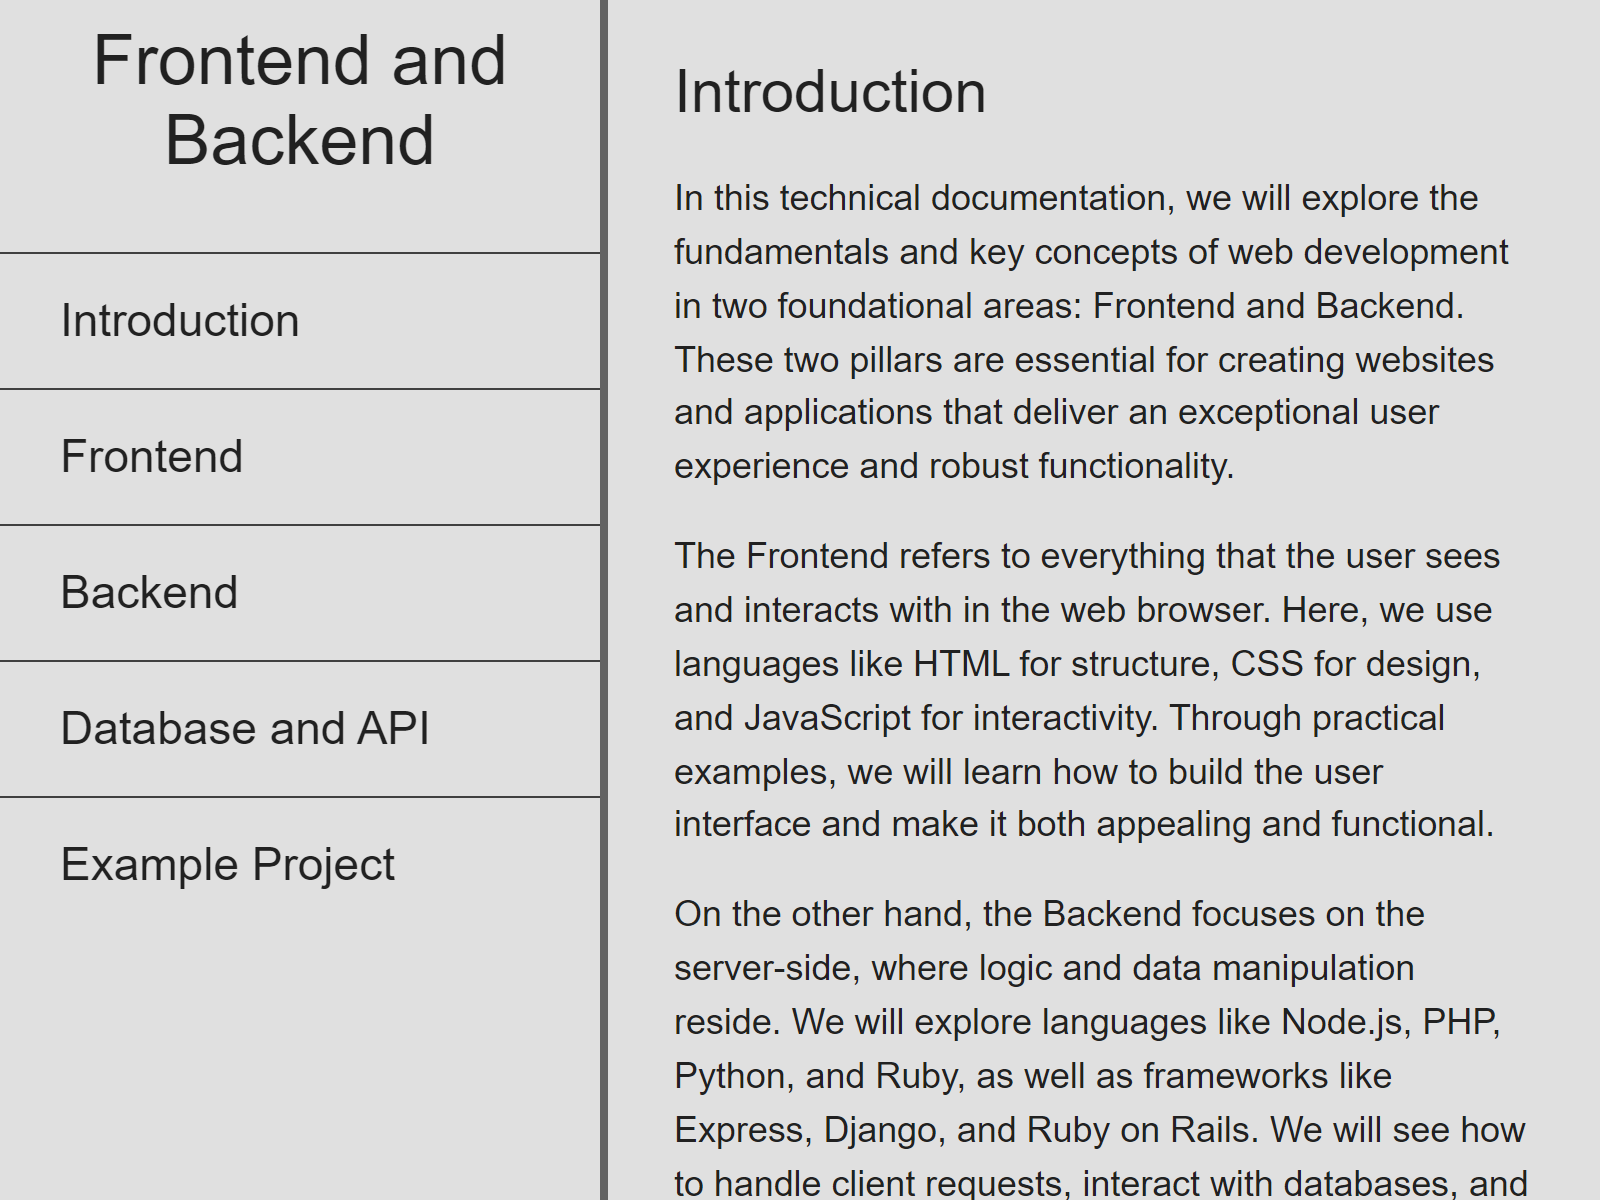 Frontend and
Backend
Introduction
Frontend
Backend
Database and API
Example Project
Introduction
In this technical documentation, we will explore the
fundamentals and key concepts of web development
in two foundational areas: Frontend and Backend.
These two pillars are essential for creating websites
and applications that deliver an exceptional user
experience and robust functionality.
The Frontend refers to everything that the user sees
and interacts with in the web browser. Here, we use
languages like HTML for structure, CSS for design,
and JavaScript for interactivity. Through practical
examples, we will learn how to build the user
interface and make it both appealing and functional.
On the other hand, the Backend focuses on the
server-side, where logic and data manipulation
reside. We will explore languages like Node.js, PHP,
Python, and Ruby, as well as frameworks like
Express, Django, and Ruby on Rails. We will see how
to handle client requests, interact with databases, and